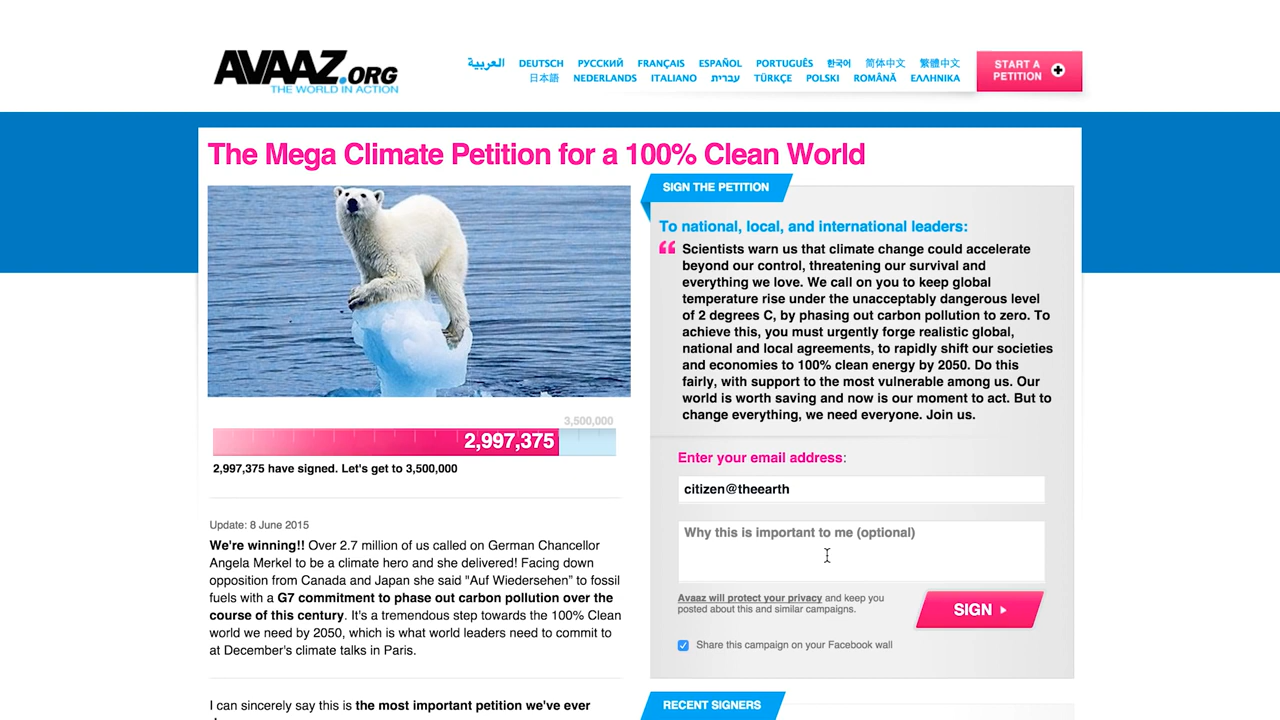 AVAAZ.ORG
THE WORLD IN ACTION
العربية DEUTSCH РУССКИЙ FRANÇAIS ESPAÑOL PORTUGUÊS 한국어 简体中文 繁體中文
日本語 NEDERLANDS ITALIANO עברית TÜRKÇE POLSKI ROMÂNĂ ΕΛΛΗΝΙΚΑ
START A
PETITION
The Mega Climate Petition for a 100% Clean World
3,500,000
2,997,375
2,997,375 have signed. Let's get to 3,500,000
Update: 8 June 2015
We're winning!! Over 2.7 million of us called on German Chancellor
Angela Merkel to be a climate hero and she delivered! Facing down
opposition from Canada and Japan she said "Auf Wiedersehen" to fossil
fuels with a G7 commitment to phase out carbon pollution over the
course of this century. It's a tremendous step towards the 100% Clean
world we need by 2050, which is what world leaders need to commit to
at December's climate talks in Paris.
I can sincerely say this is the most important petition we've ever
SIGN THE PETITION
To national, local, and international leaders:
Scientists warn us that climate change could accelerate
beyond our control, threatening our survival and
everything we love. We call on you to keep global
temperature rise under the unacceptably dangerous level
of 2 degrees C, by phasing out carbon pollution to zero. To
achieve this, you must urgently forge realistic global,
national and local agreements, to rapidly shift our societies
and economies to 100% clean energy by 2050. Do this
fairly, with support to the most vulnerable among us. Our
world is worth saving and now is our moment to act. But to
change everything, we need everyone. Join us.
Enter your email address:
citizen@theearth
Why this is important to me (optional)
Avaaz will protect your privacy and keep you
posted about this and similar campaigns.
SIGN
Share this campaign on your Facebook wall
RECENT SIGNERS